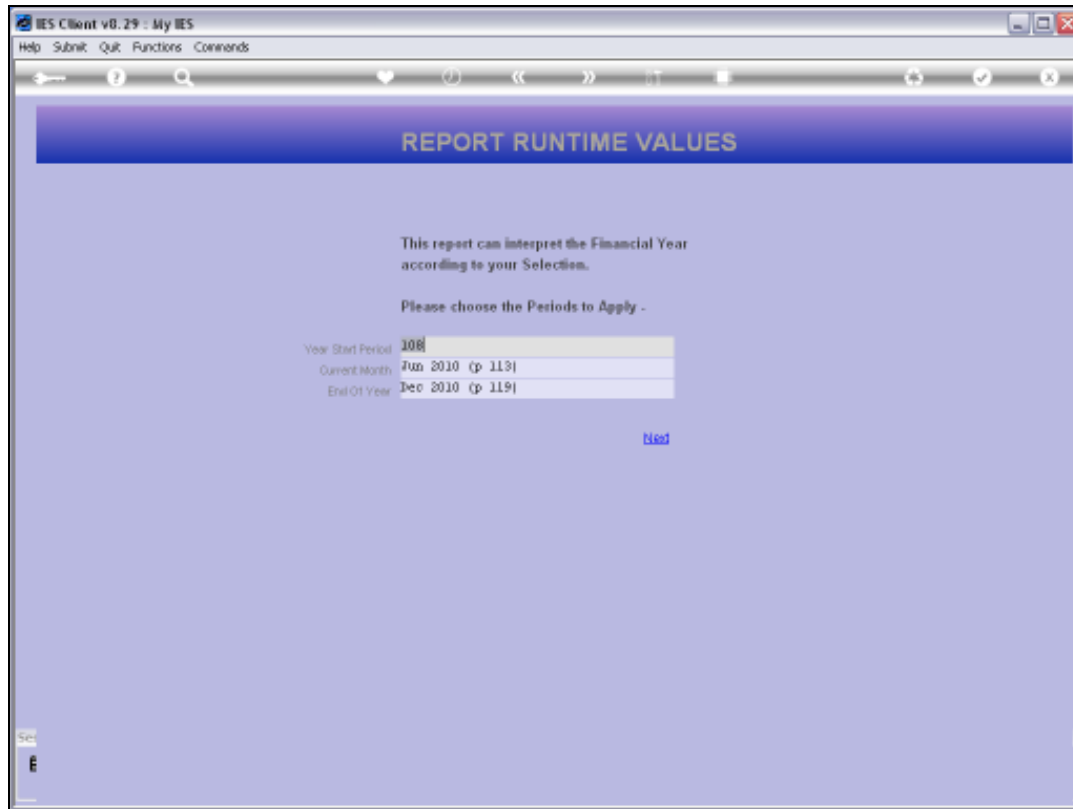 IES Client v8.29 : My IES
Help Submit Quit Functions Commands
REPORT RUNTIME VALUES
This report can interpret the Financial Year
according to your Selection.
Please choose the Periods to Apply -
Year Start Period 108
Current Month Jun 2010 (p 113)
End Of Year Dec 2010 (p 119)
Next